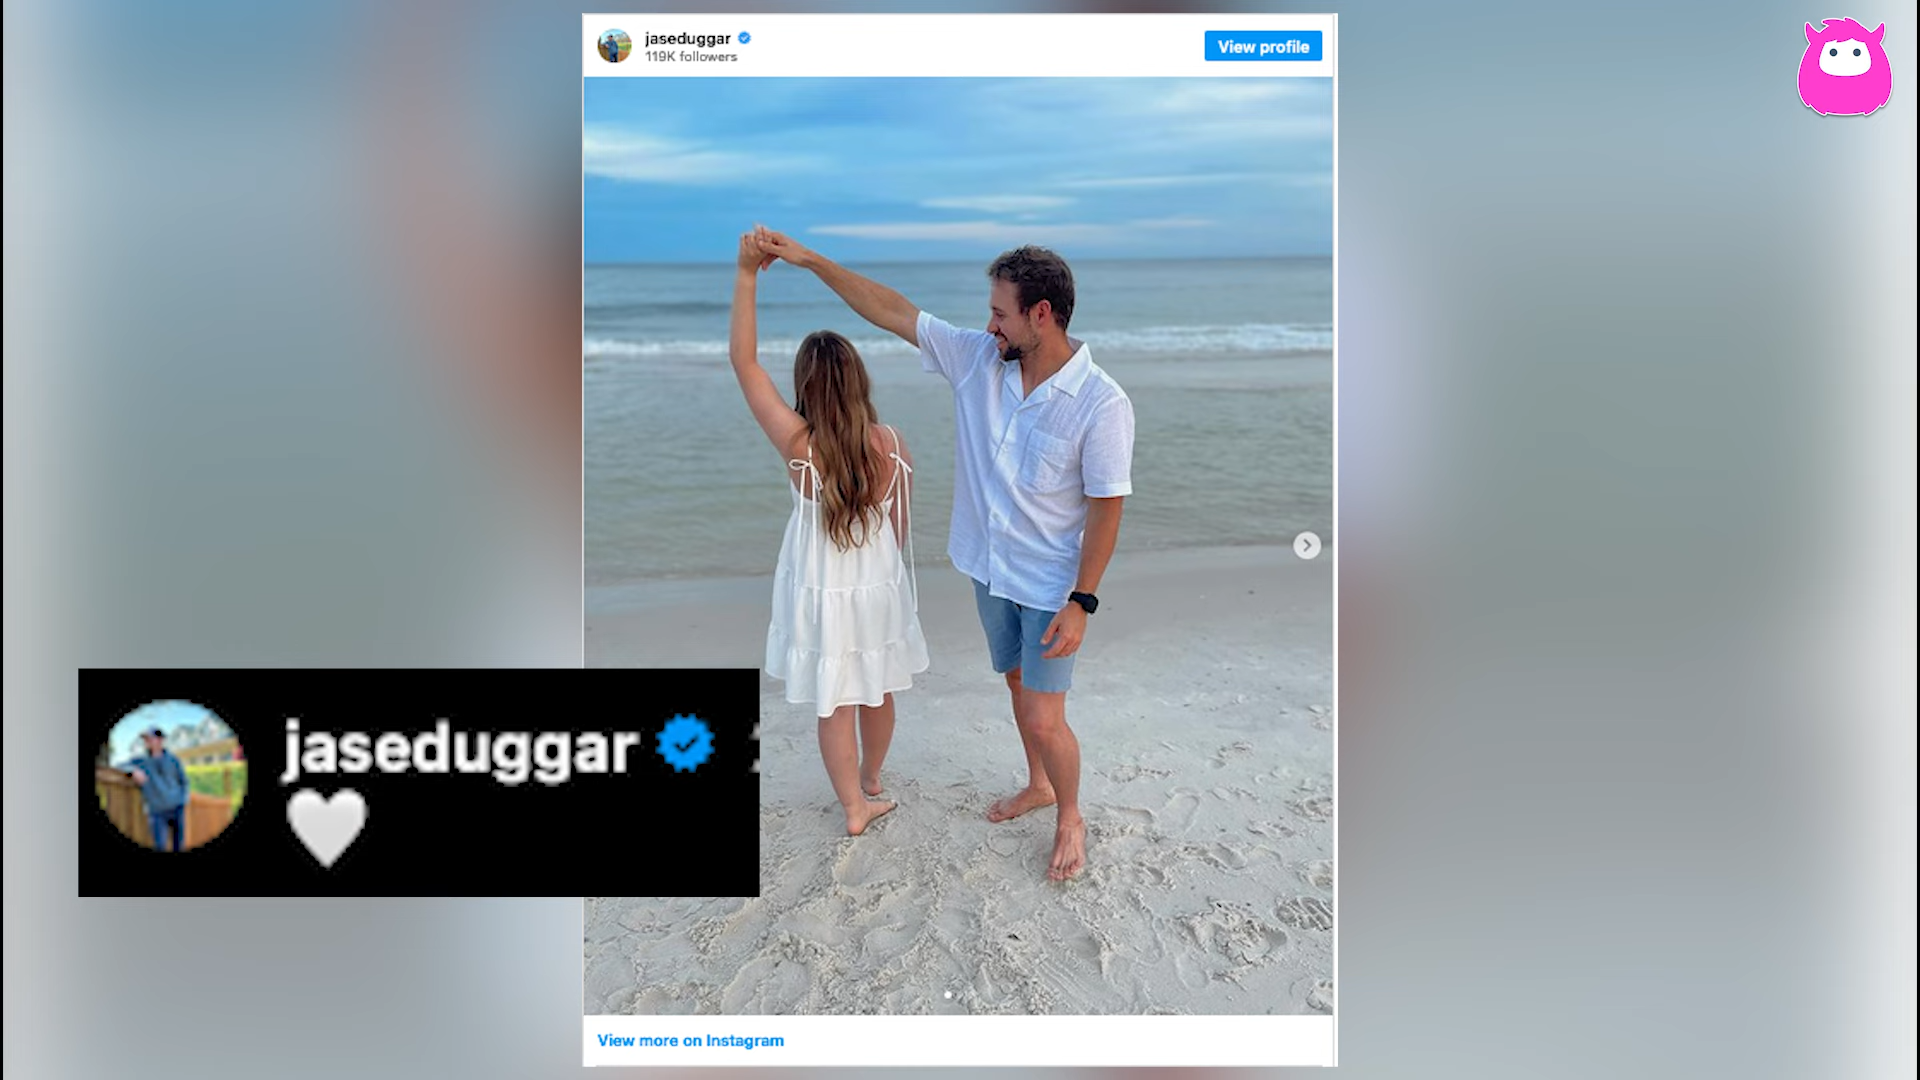 jaseduggar
119K followers
View profile
jaseduggar
View more on Instagram